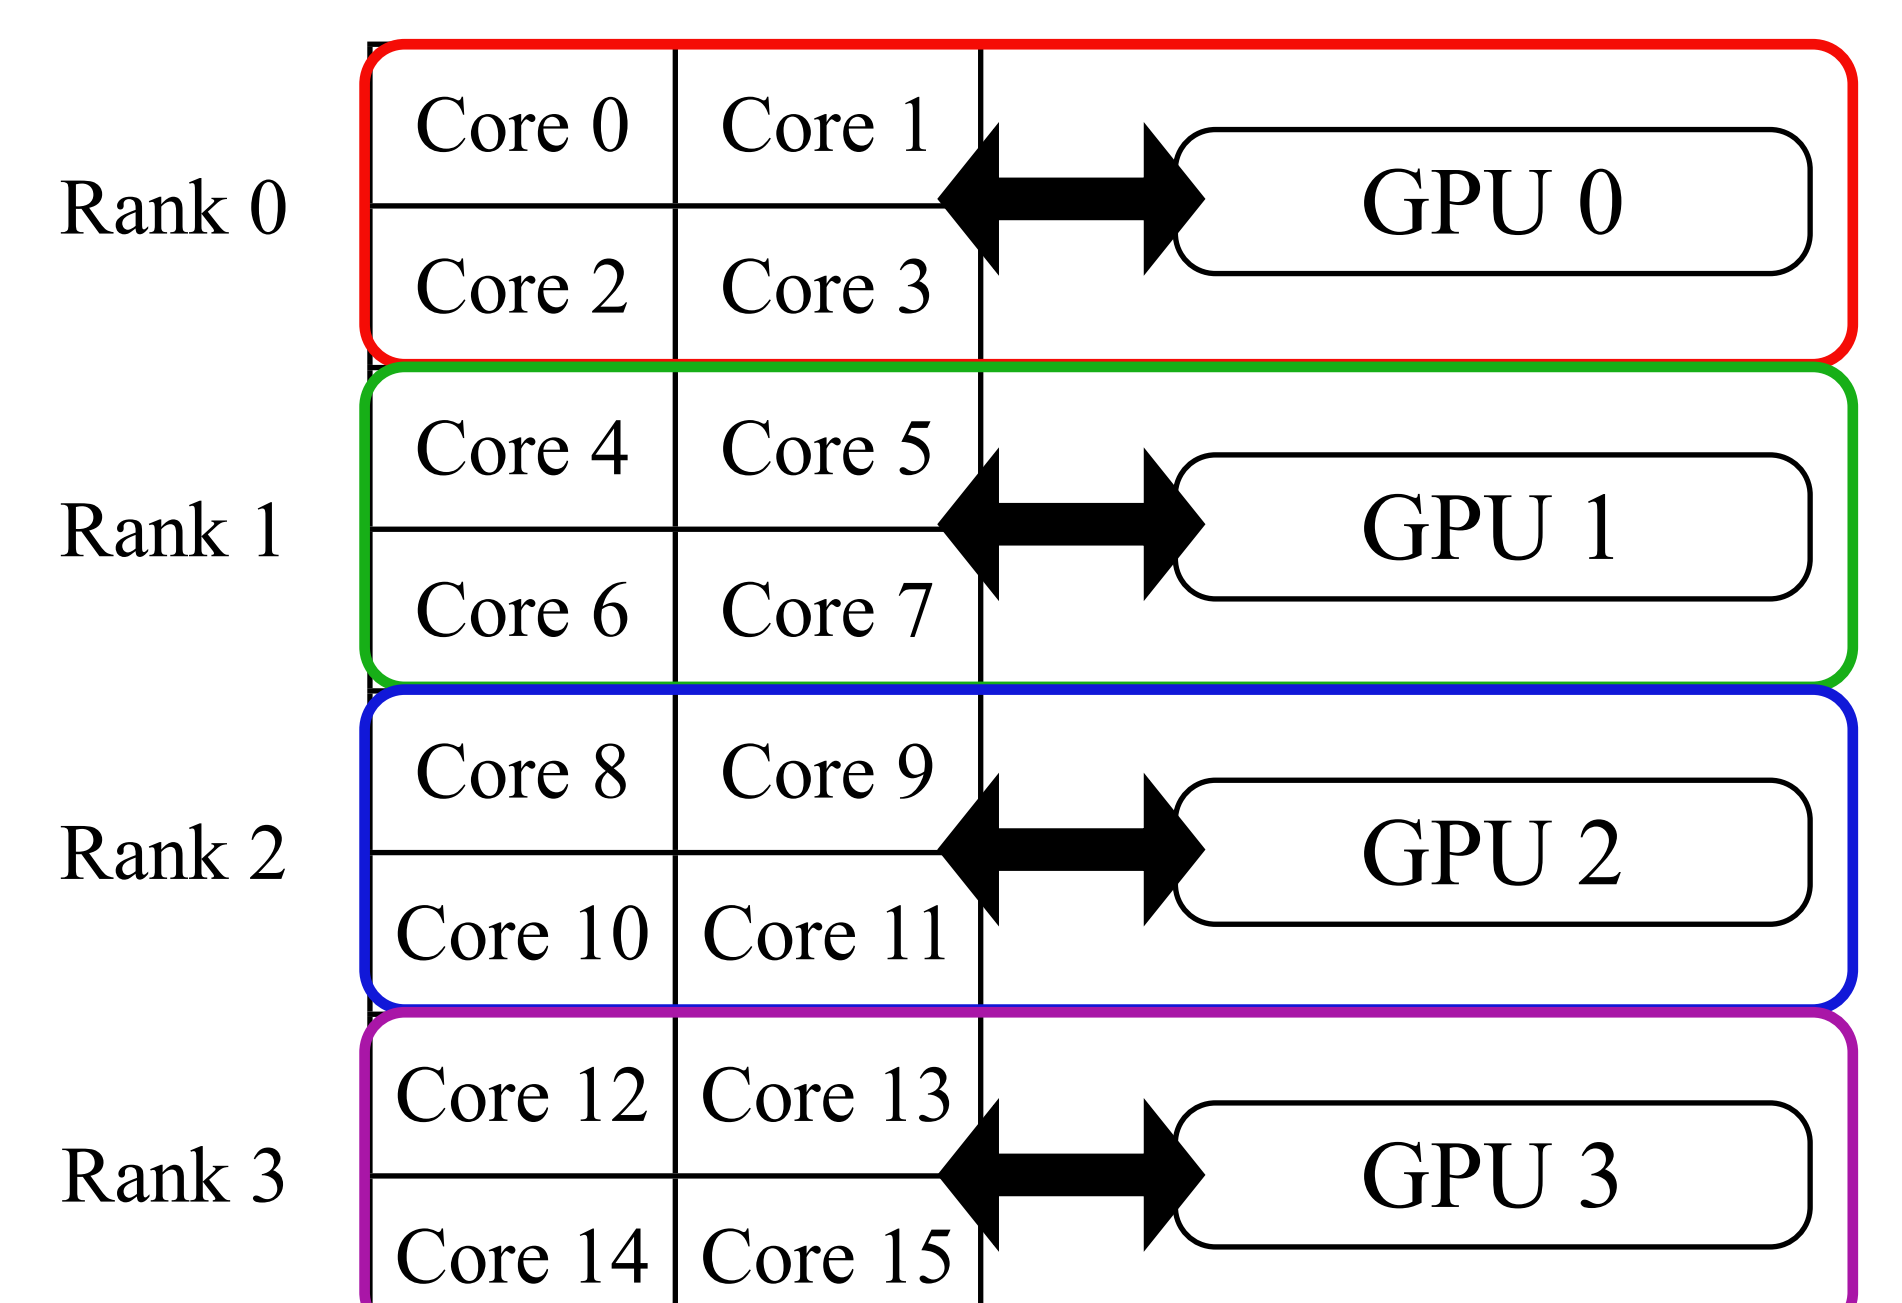 Core 0 Core 1
Rank 0 GPU 0
Core 2 Core 3
Core 4 Core 5
Rank 1 GPU 1
Core 6 Core 7
Core 8 Core 9
Rank 2 GPU 2
Core 10 Core 11
Core 12 Core 13
Rank 3 GPU 3
Core 14 Core 15